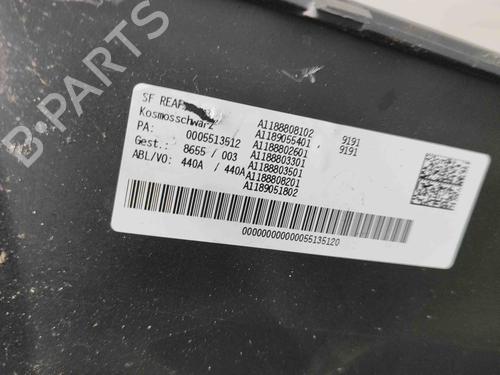 B-PARTS
SF REAR
Kosmosschwarz
PA: 0005513512
Gest.: 8655 / 003
ABL/VO: 440A / 440A
A1188808102 9191
A1189055401 , 9191
A1188802601
A1188803301
A1188803501
A1188808201
A1189051802
000000000000055135120